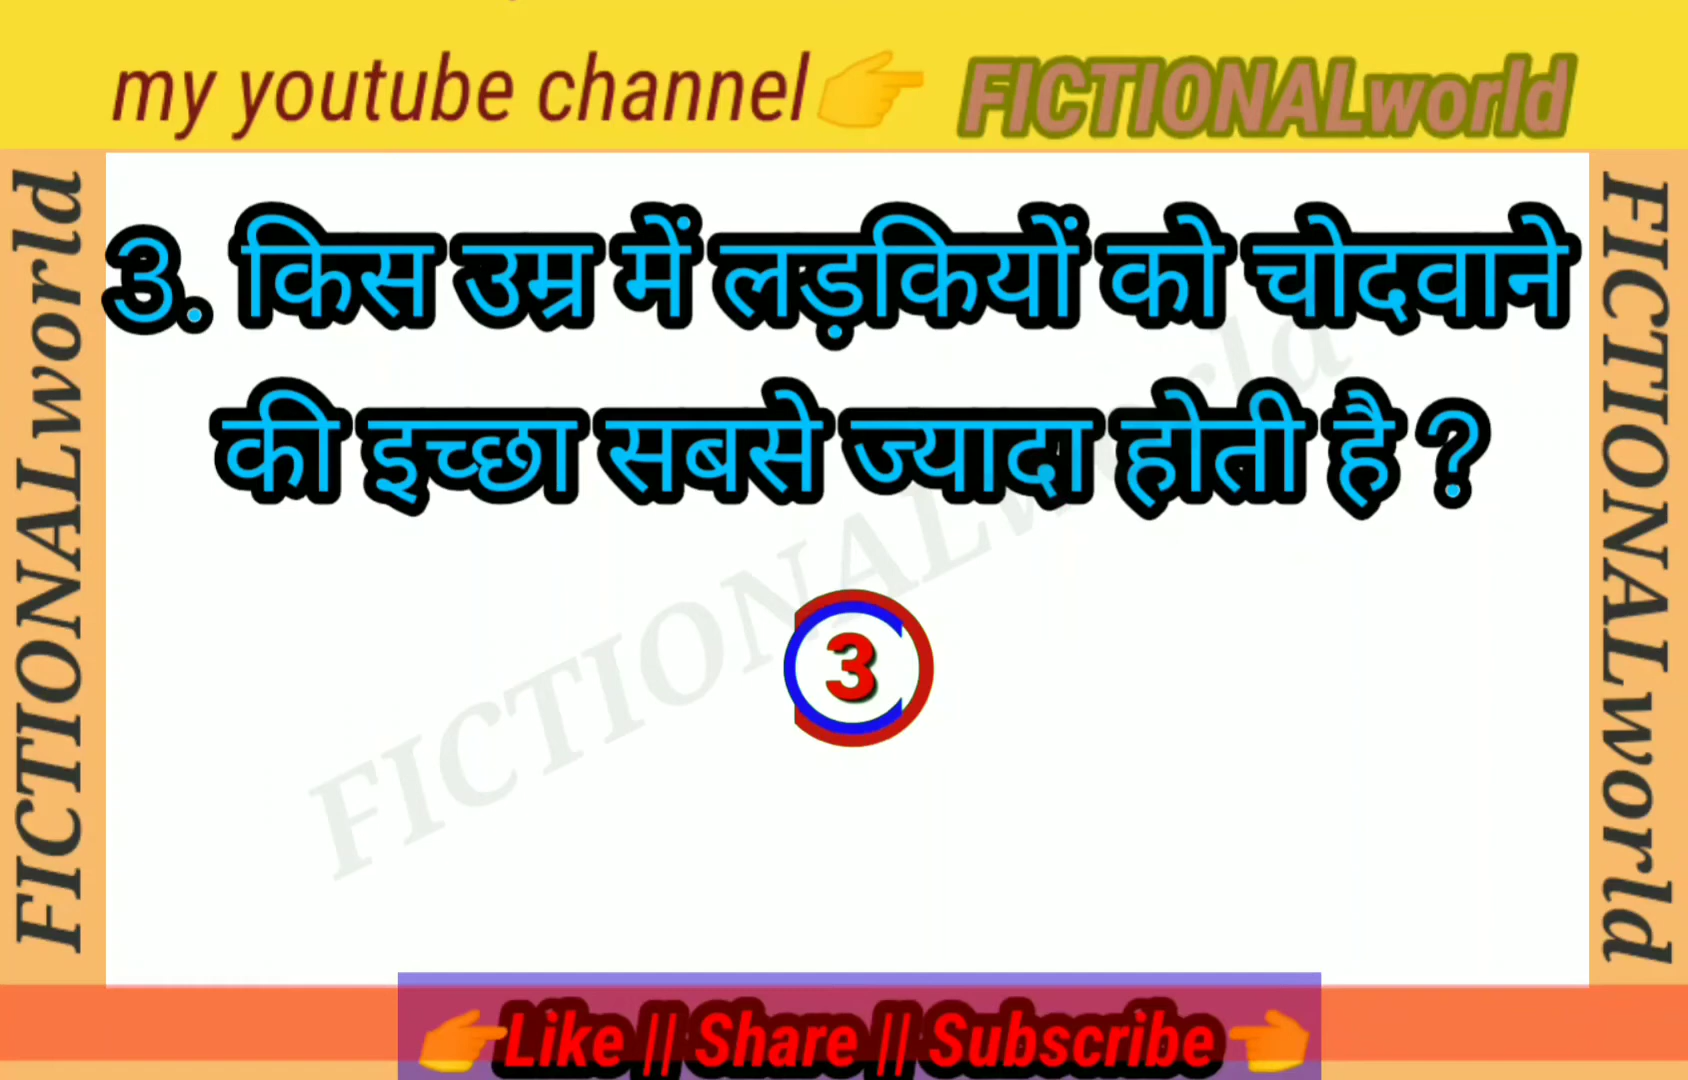 my youtube channel👉 FICTIONALworld
FICTIONALworld
3. किस उम्र में लड़कियों को चोदवाने
की इच्छा सबसे ज्यादा होती है ?
FICTIONALworld
3
FICTIONALworld
👉Like || Share || Subscribe👈